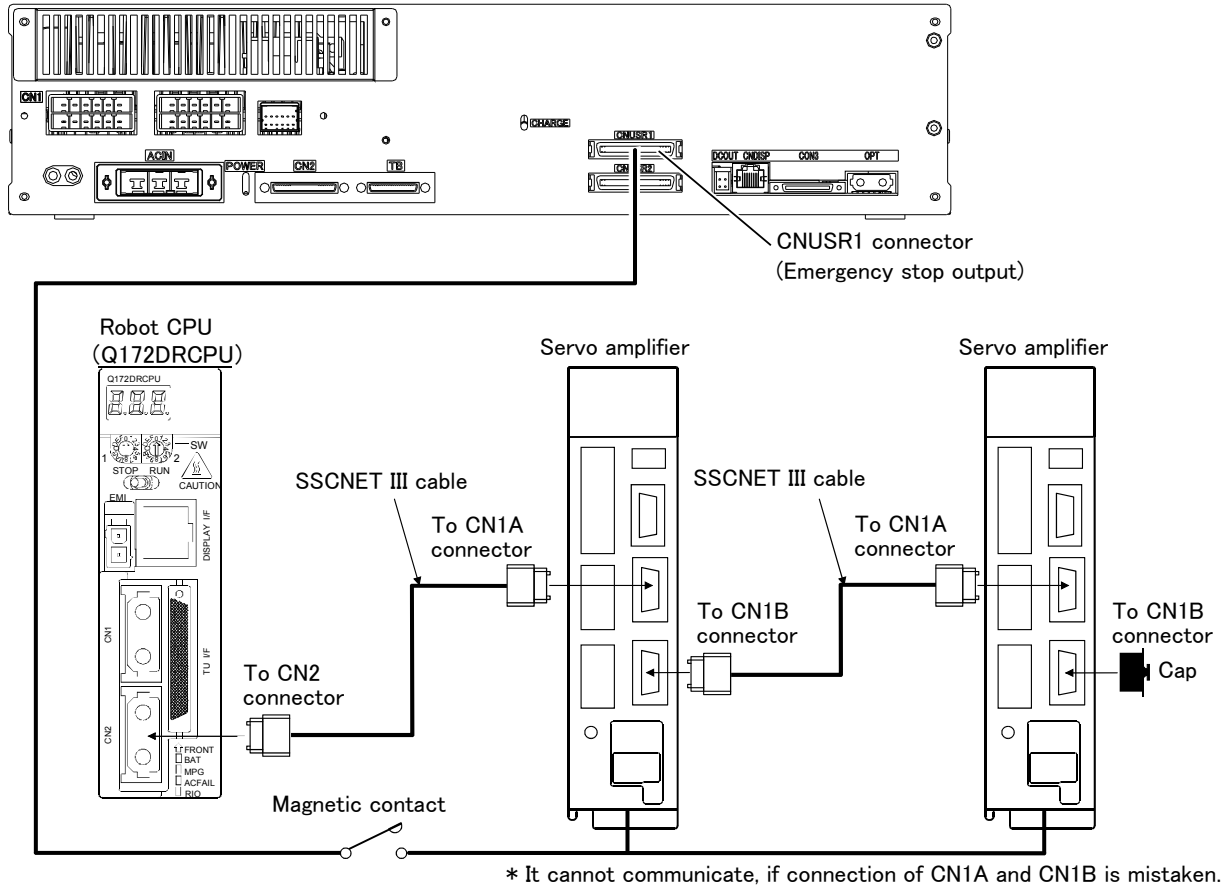 CN1
CHARGE
ACIN
POWER
CN2
TB
CNUSR1
CNUSR2
DCOUT CNDISP CON3 OPT
CNUSR1 connector
(Emergency stop output)
Robot CPU
(Q172DRCPU)
Q172DRCPU
1
2
SW
STOP RUN
CAUTION
EMI
DISPLAY I/F
CN1
TU I/F
CN2
FRONT
BAT
MPG
ACFAIL
RIO
To CN2
connector
SSCNET III cable
To CN1A
connector
Servo amplifier
To CN1B
connector
SSCNET III cable
To CN1A
connector
Servo amplifier
To CN1B
connector
Cap
Magnetic contact
* It cannot communicate, if connection of CN1A and CN1B is mistaken.